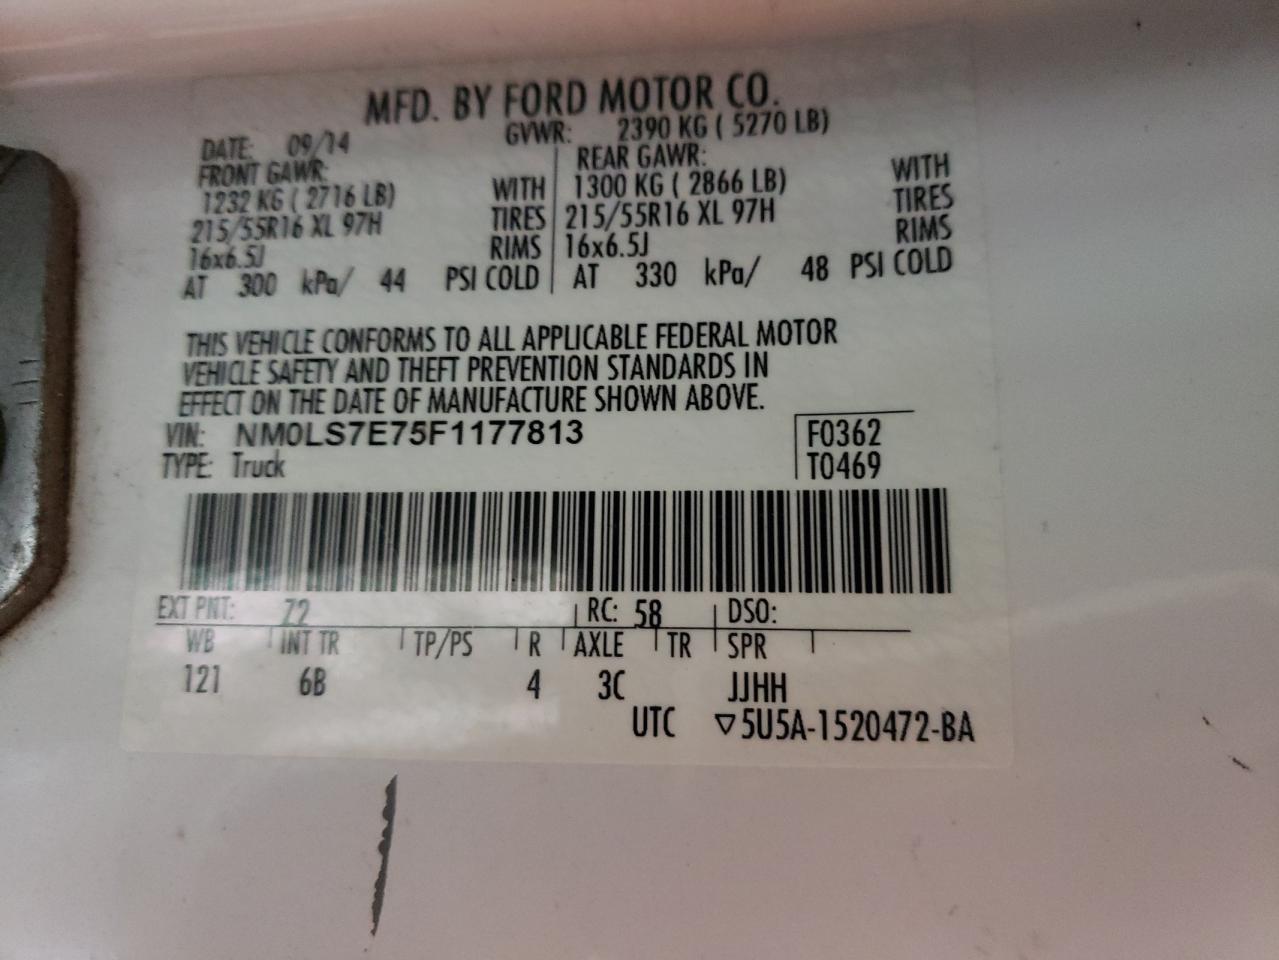 MFD. BY FORD MOTOR CO.
DATE: 09/14 GVWR: 2390 KG ( 5270 LB)
FRONT GAWR: REAR GAWR:
1232 KG ( 2716 LB) WITH 1300 KG ( 2866 LB) WITH
215/55R16 XL 97H TIRES 215/55R16 XL 97H TIRES
16x6.5J RIMS 16x6.5J RIMS
AT 300 kPa/ 44 PSI COLD AT 330 kPa/ 48 PSI COLD
THIS VEHICLE CONFORMS TO ALL APPLICABLE FEDERAL MOTOR
VEHICLE SAFETY AND THEFT PREVENTION STANDARDS IN
EFFECT ON THE DATE OF MANUFACTURE SHOWN ABOVE.
VIN: NM0LS7E75F1177813 F0362
TYPE: Truck T0469
EXT PNT: Z2 RC: 58 DSO:
WB INT TR TP/PS R AXLE TR SPR
121 6B 4 3C JJHH
UTC ▽5U5A-1520472-BA